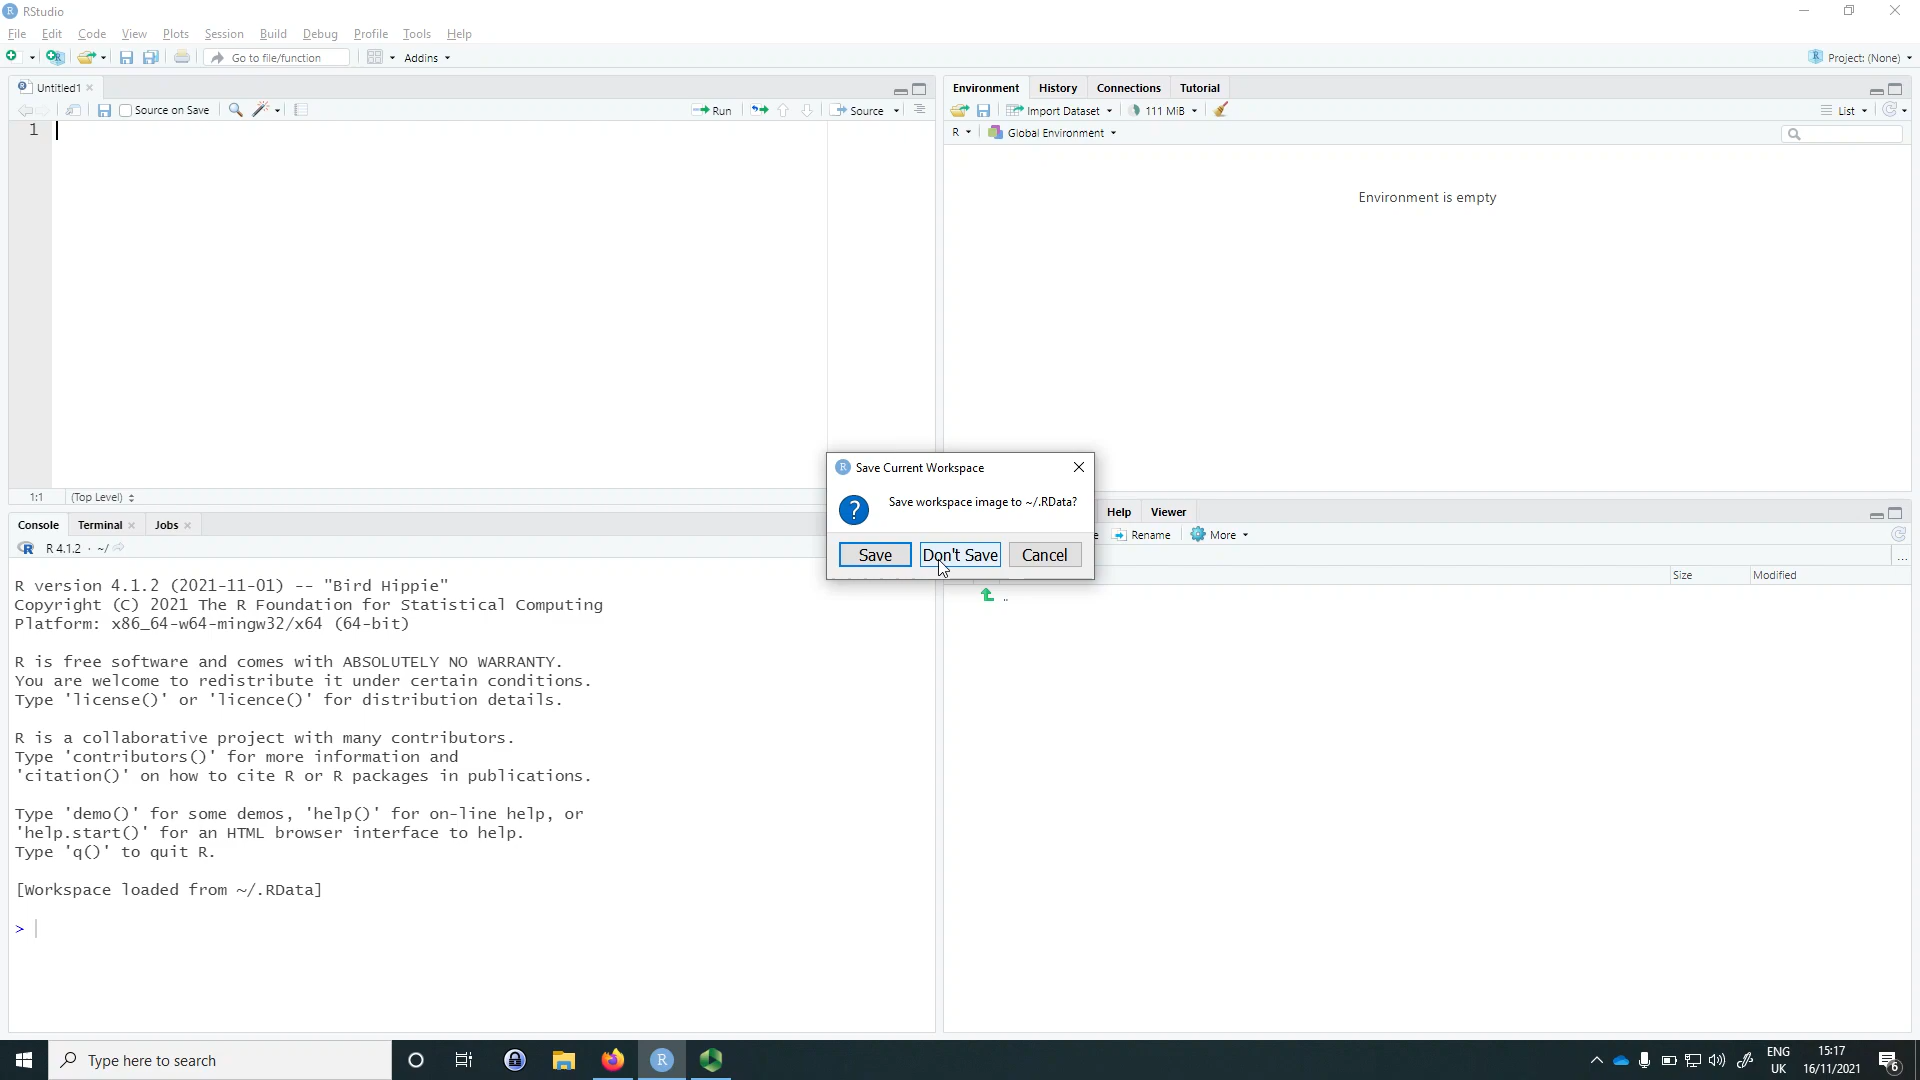 RStudio
File Edit Code View Plots Session Build Debug Profile Tools Help
Go to file/function Addins Project: (None)
Untitled1
Source on Save Run Source
1
1:1 (Top Level)
Environment History Connections Tutorial
Import Dataset 111 MiB List
R Global Environment
Environment is empty
Save Current Workspace
Save workspace image to ~/.RData?
Save Don't Save Cancel
Console Terminal Jobs
R 4.1.2 · ~/
R version 4.1.2 (2021-11-01) -- "Bird Hippie"
Copyright (C) 2021 The R Foundation for Statistical Computing
Platform: x86_64-w64-mingw32/x64 (64-bit)
R is free software and comes with ABSOLUTELY NO WARRANTY.
You are welcome to redistribute it under certain conditions.
Type 'license()' or 'licence()' for distribution details.
R is a collaborative project with many contributors.
Type 'contributors()' for more information and
'citation()' on how to cite R or R packages in publications.
Type 'demo()' for some demos, 'help()' for on-line help, or
'help.start()' for an HTML browser interface to help.
Type 'q()' to quit R.
[Workspace loaded from ~/.RData]
>
Help Viewer
Rename More
Size Modified
..
Type here to search
ENG
UK
15:17
16/11/2021
6